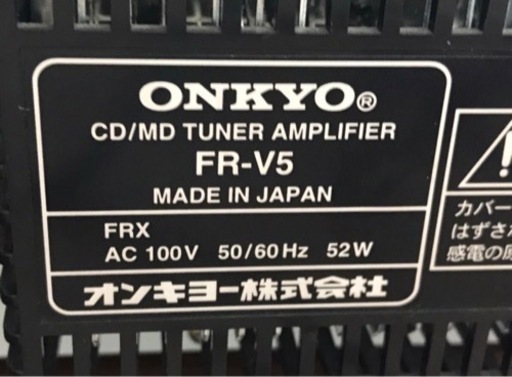 ONKYO®
CD/MD TUNER AMPLIFIER
FR-V5
MADE IN JAPAN
FRX
AC 100V 50/60Hz 52W
オンキヨー株式会社
カバー
はずさ
感電の